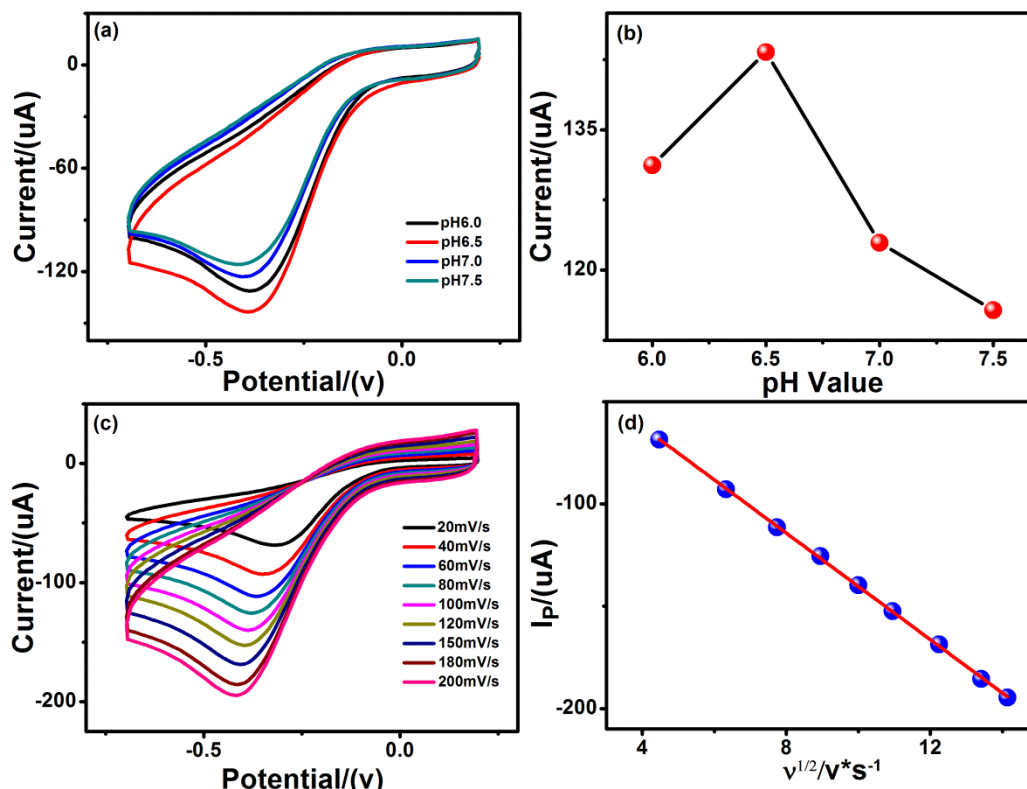 (a)
Current/(uA)
0
-60
-120
-0.5
0.0
Potential/(v)
pH6.0
pH6.5
pH7.0
pH7.5
(b)
Current/(uA)
135
120
6.0
6.5
7.0
7.5
pH Value
(c)
Current/(uA)
0
-100
-200
-0.5
0.0
Potential/(v)
20mV/s
40mV/s
60mV/s
80mV/s
100mV/s
120mV/s
150mV/s
180mV/s
200mV/s
(d)
Ip/(uA)
-100
-200
4
8
12
ν^1/2/v*s^-1